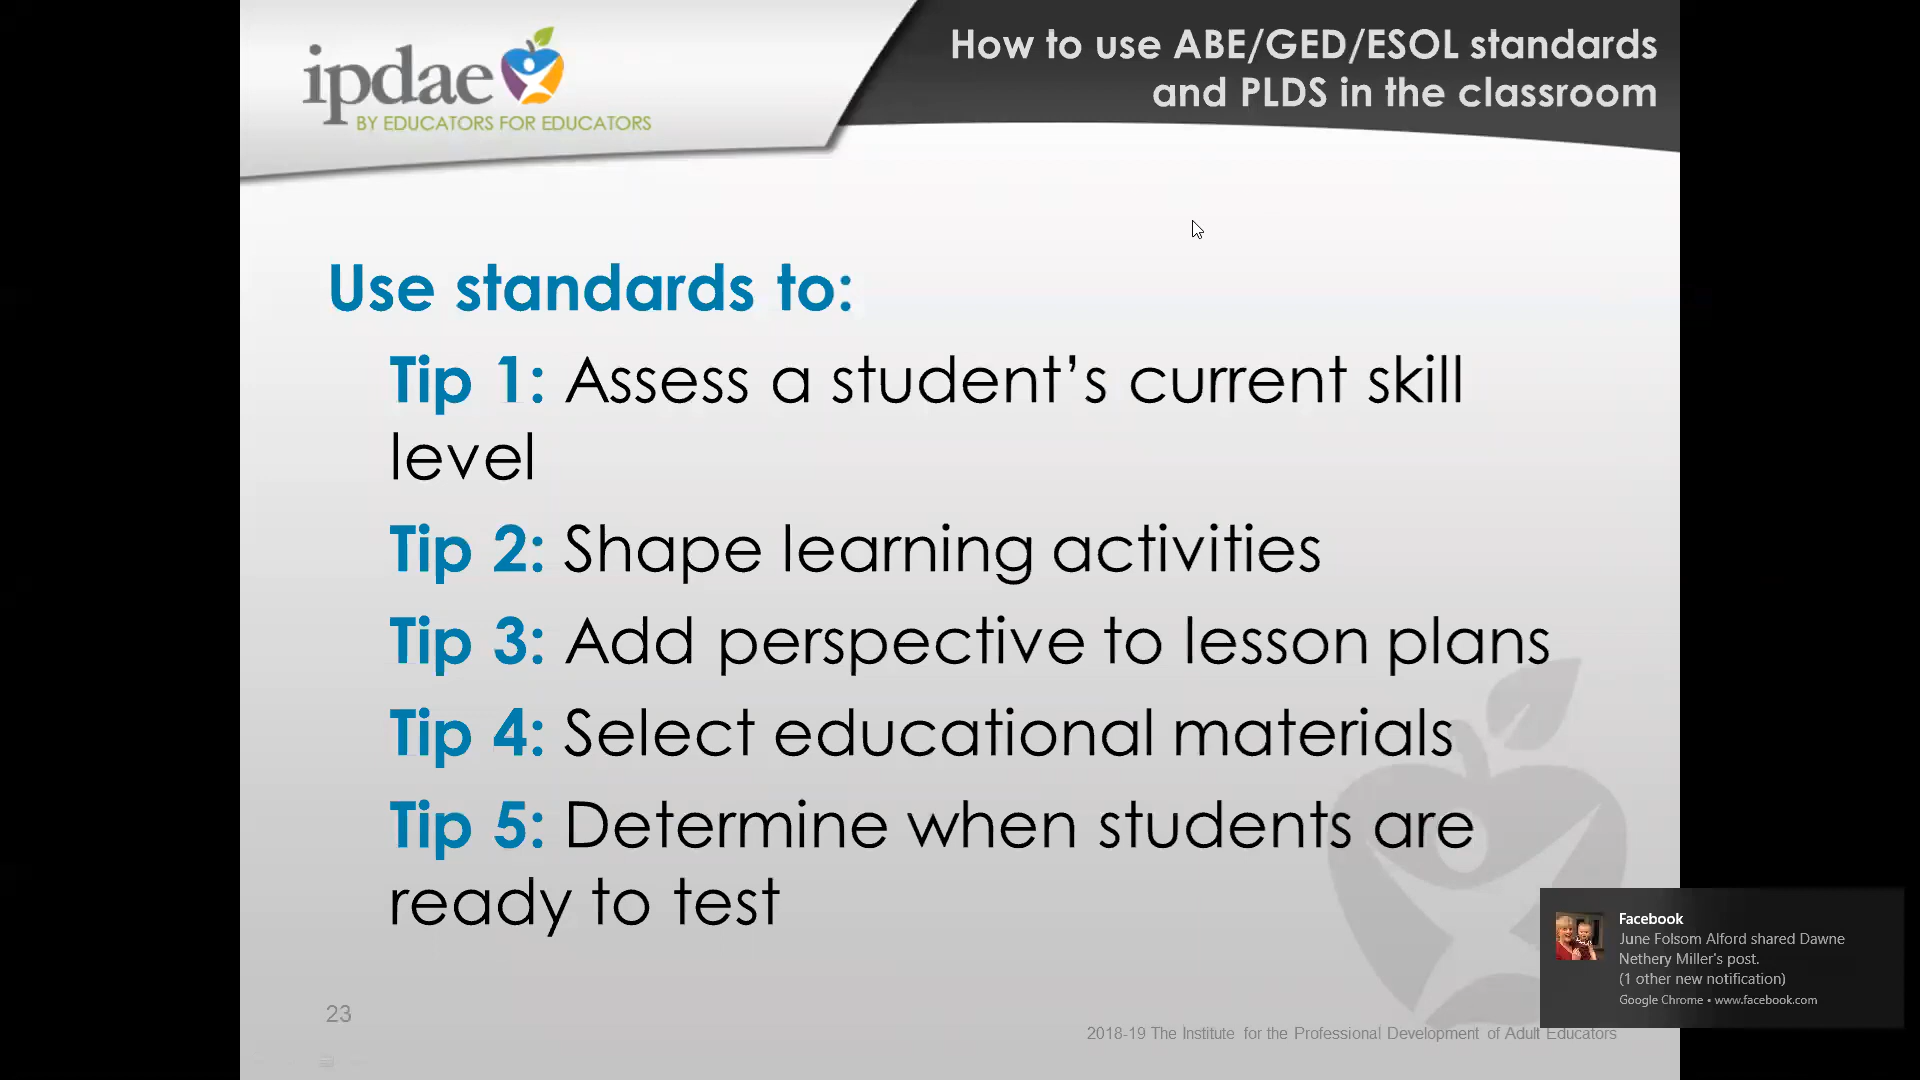 ipdae
BY EDUCATORS FOR EDUCATORS
How to use ABE/GED/ESOL standards
and PLDS in the classroom
Use standards to:
Tip 1: Assess a student’s current skill
level
Tip 2: Shape learning activities
Tip 3: Add perspective to lesson plans
Tip 4: Select educational materials
Tip 5: Determine when students are
ready to test
Facebook
June Folsom Alford shared Dawne
Nethery Miller's post.
(1 other new notification)
Google Chrome • www.facebook.com
23
2018-19 The Institute for the Professional Development of Adult Educators